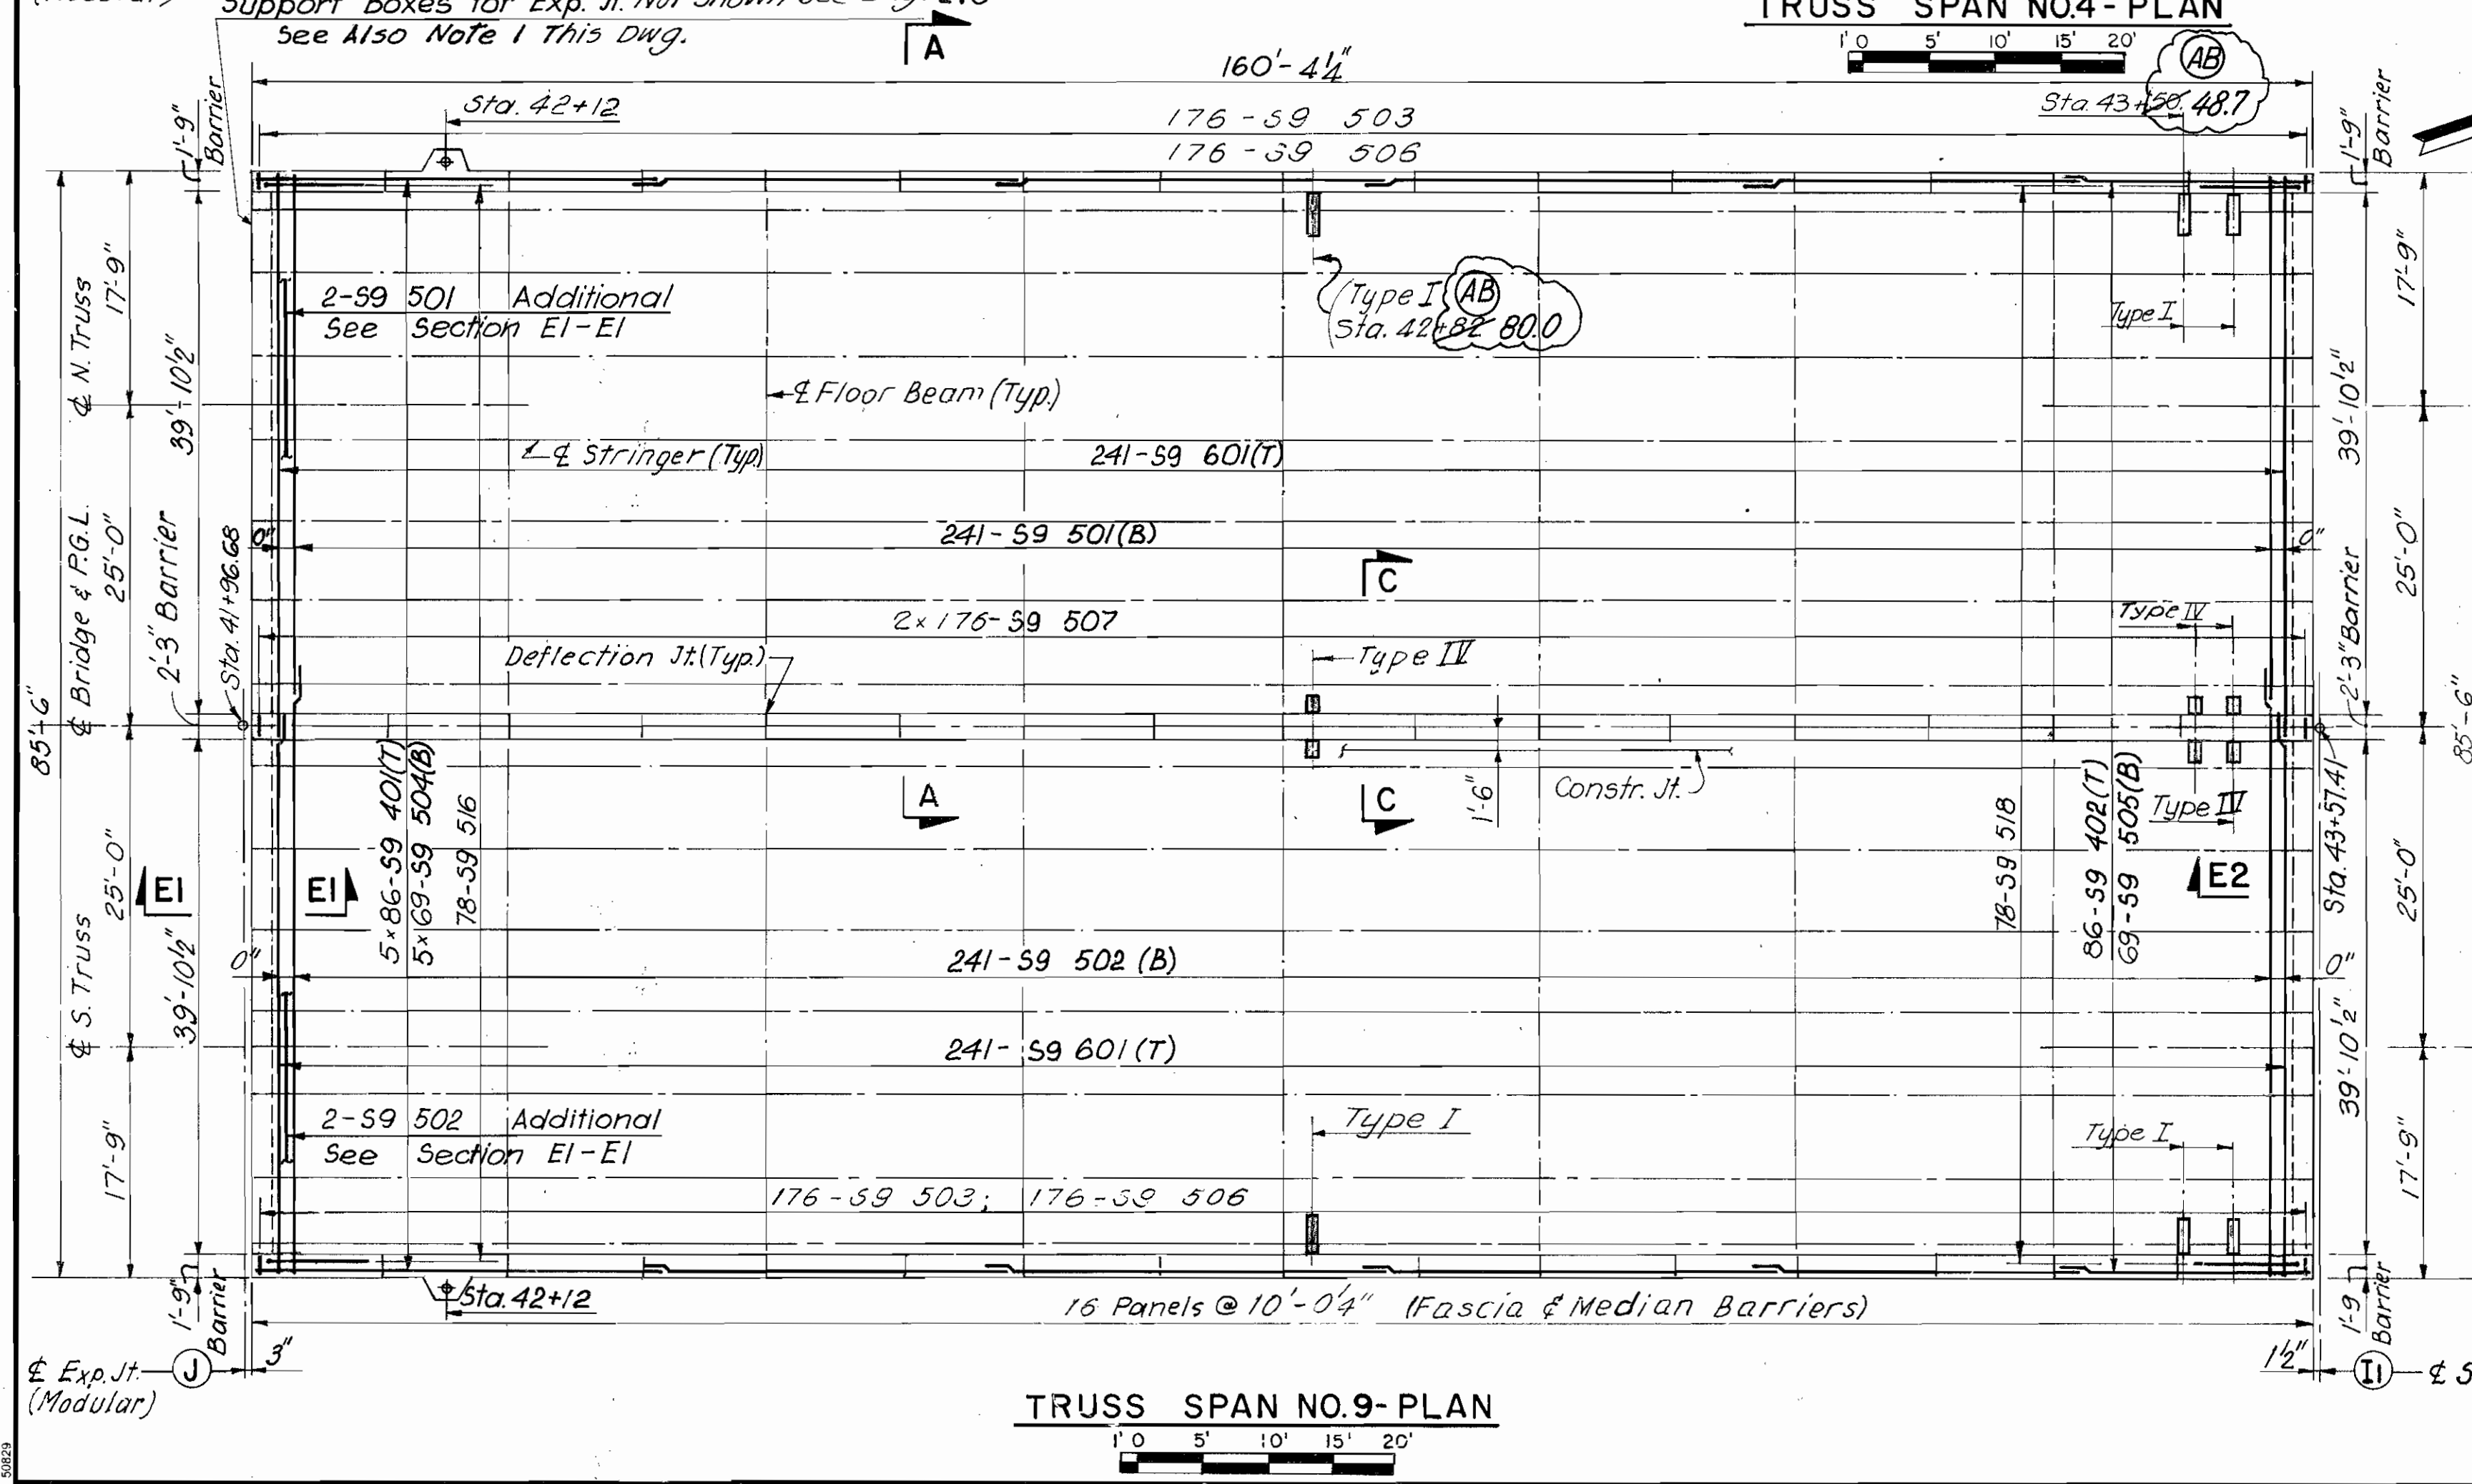 TRUSS SPAN NO.4-PLAN
1' 0 5' 10' 15' 20'
Support Boxes for Exp. Jt. Not Shown See
See Also Note 1 This Dwg.
A
160'-4¼"
AB
Sta. 42+12
Sta. 43+50. 48.7
176-S9 503
176-S9 506
1'-9"
Barrier
1'-9"
Barrier
17'-9"
₵ N. Truss
39'-10½"
25'-0"
₵ Bridge & P.G.L.
2'-3" Barrier
Sta. 41+96.68
85'-6"
2-S9 501 Additional
See Section E1-E1
Type I
AB
Sta. 42+82 80.0
Type I
17'-9"
39'-10½"
₵ Floor Beam (Typ.)
₵ Stringer (Typ.)
241-S9 601(T)
0"
241-S9 501(B)
0"
C
25'-0"
2×176-S9 507
Type IV
2'-3" Barrier
Deflection Jt.(Typ.)
Type IV
85'-6"
5×86-S9 401(T)
5×69-S9 504(B)
78-S9 516
A
C
1'-6"
Constr. Jt.
78-S9 518
86-S9 402(T)
69-S9 505(B)
Type IV
Sta. 43+57.41
25'-0"
₵ S. Truss
39'-10½"
E1
E1
E2
25'-0"
0"
241-S9 502 (B)
0"
241-S9 601(T)
39'-10½"
17'-9"
2-S9 502 Additional
See Section E1-E1
Type I
Type I
17'-9"
176-S9 503; 176-S9 506
1'-9"
Barrier
Sta. 42+12
16 Panels @ 10'-0¼" (Fascia & Median Barriers)
1'-9
Barrier
₵ Exp. Jt.
(Modular)
J
3"
1½"
I1
₵ S
TRUSS SPAN NO.9-PLAN
1' 0 5' 10' 15' 20'
50829